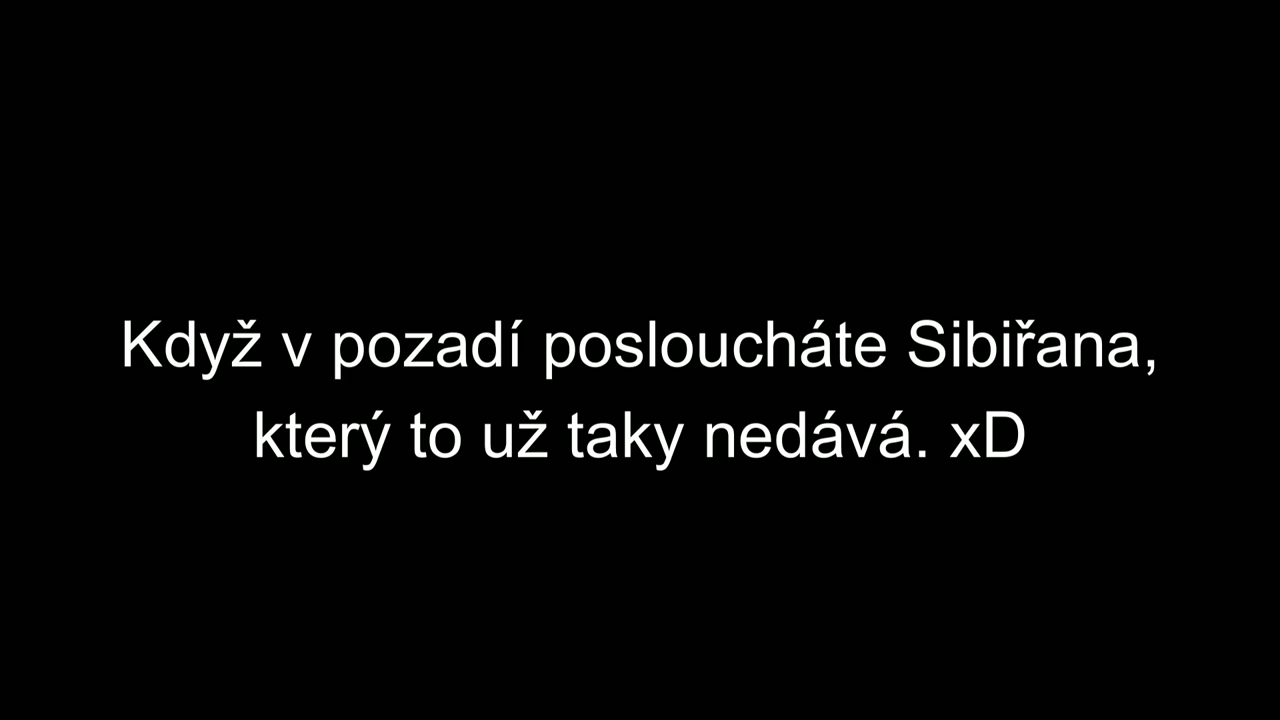 Když v pozadí posloucháte Sibiřana,
který to už taky nedává. xD